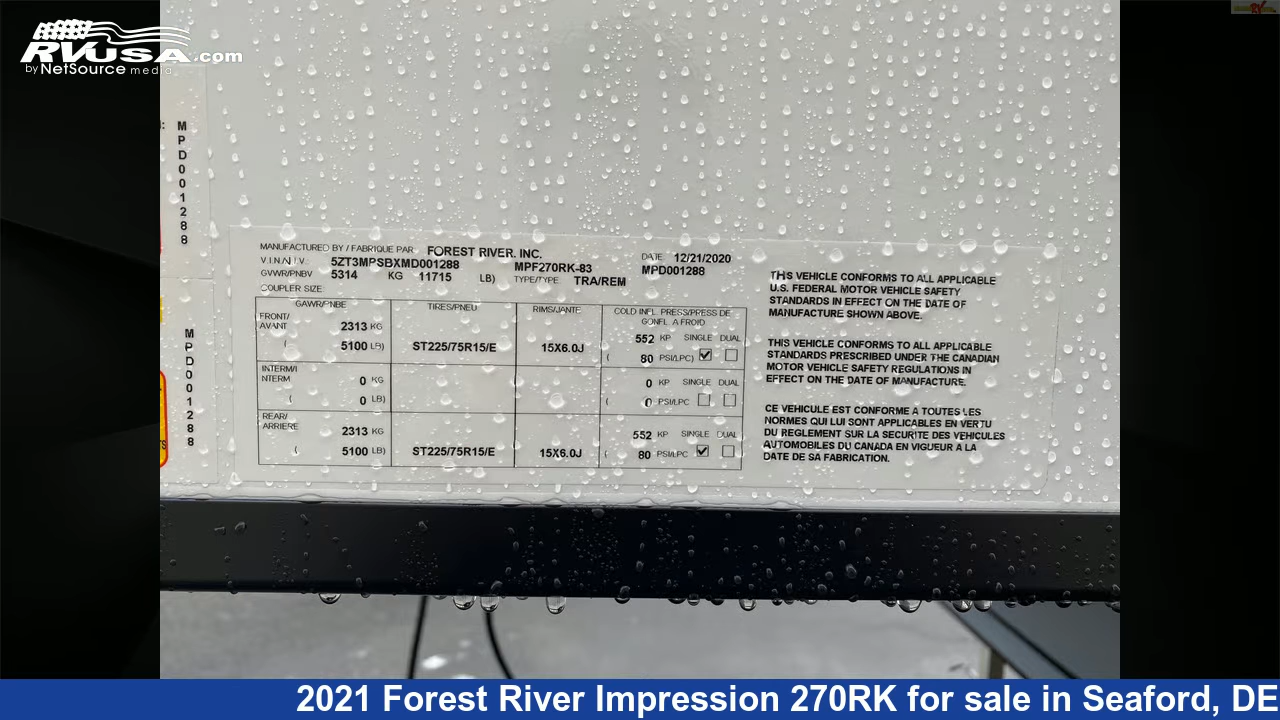 RVUSA.com
by NetSource media
RV
MPD001288
MPD001288
MANUFACTURED BY / FABRIQUE PAR FOREST RIVER, INC. DATE 12/21/2020
V.I.N./N.I.V. 5ZT3MPSBXMD001288 MPF270RK-83 MPD001288
GVWR/PNBV 5314 KG 11715 LB) TYPE/TYPE TRA/REM
COUPLER SIZE:
GAWR/PNBE TIRES/PNEU RIMS/JANTE COLD INFL. PRESS/PRESS DE
GONFL. A FROID
FRONT/
AVANT 2313 KG 552 KP SINGLE DUAL
( 5100 LB) ST225/75R15/E 15X6.0J ( 80 PSI/LPC)
INTERM/I
NTERM 0 KG 0 KP SINGLE DUAL
( 0 LB) ( 0 PSI/LPC
REAR/
ARRIERE 2313 KG 552 KP SINGLE DUAL
( 5100 LB) ST225/75R15/E 15X6.0J ( 80 PSI/LPC
THIS VEHICLE CONFORMS TO ALL APPLICABLE
U.S. FEDERAL MOTOR VEHICLE SAFETY
STANDARDS IN EFFECT ON THE DATE OF
MANUFACTURE SHOWN ABOVE.
THIS VEHICLE CONFORMS TO ALL APPLICABLE
STANDARDS PRESCRIBED UNDER THE CANADIAN
MOTOR VEHICLE SAFETY REGULATIONS IN
EFFECT ON THE DATE OF MANUFACTURE.
CE VEHICULE EST CONFORME A TOUTES LES
NORMES QUI LUI SONT APPLICABLES EN VERTU
DU REGLEMENT SUR LA SECURITE DES VEHICULES
AUTOMOBILES DU CANADA EN VIGUEUR A LA
DATE DE SA FABRICATION.
2021 Forest River Impression 270RK for sale in Seaford, DE